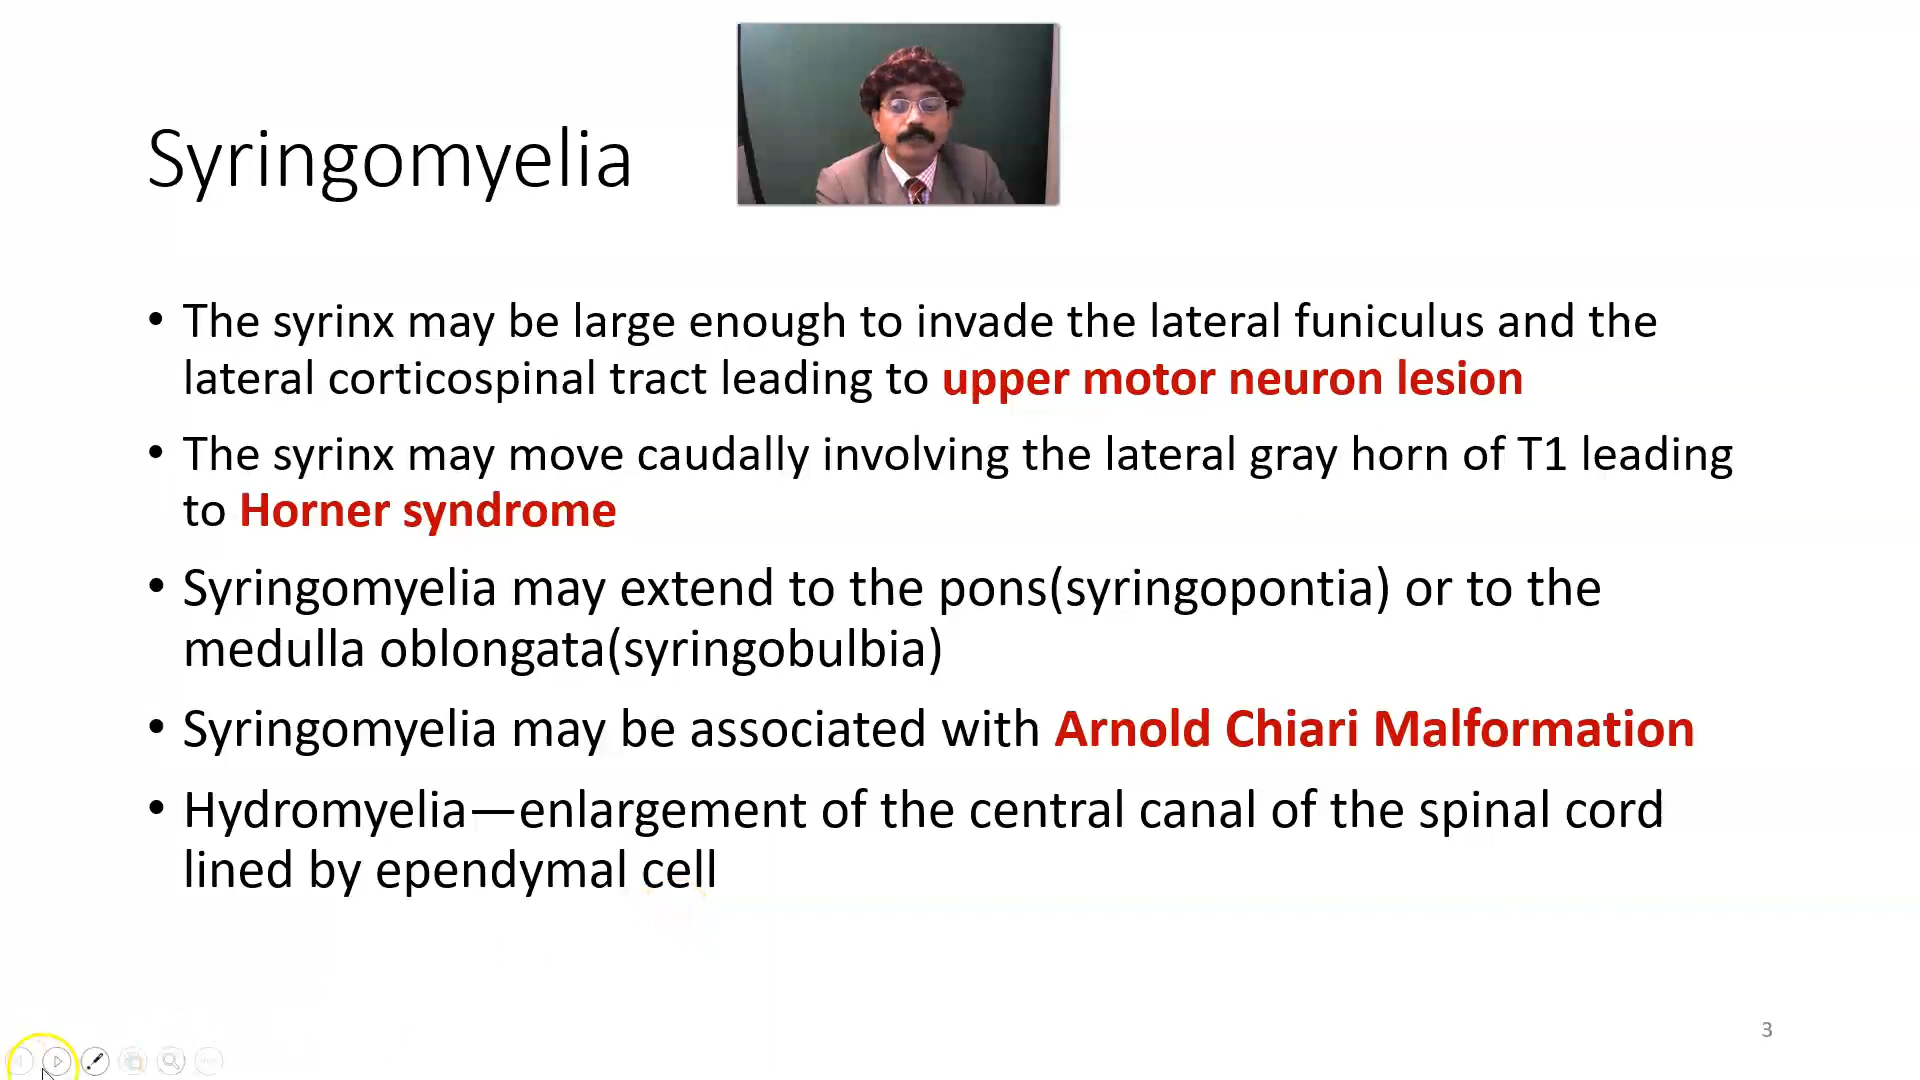 Syringomyelia
• The syrinx may be large enough to invade the lateral funiculus and the
lateral corticospinal tract leading to upper motor neuron lesion
• The syrinx may move caudally involving the lateral gray horn of T1 leading
to Horner syndrome
• Syringomyelia may extend to the pons(syringopontia) or to the
medulla oblongata(syringobulbia)
• Syringomyelia may be associated with Arnold Chiari Malformation
• Hydromyelia—enlargement of the central canal of the spinal cord
lined by ependymal cell
3